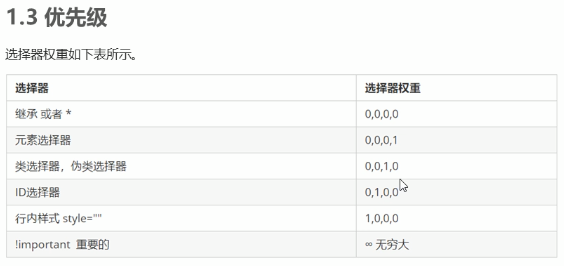 1.3 优先级
选择器权重如下表所示。
选择器 选择器权重
继承 或者 * 0,0,0,0
元素选择器 0,0,0,1
类选择器，伪类选择器 0,0,1,0
ID选择器 0,1,0,0
行内样式 style="" 1,0,0,0
!important 重要的 ∞ 无穷大